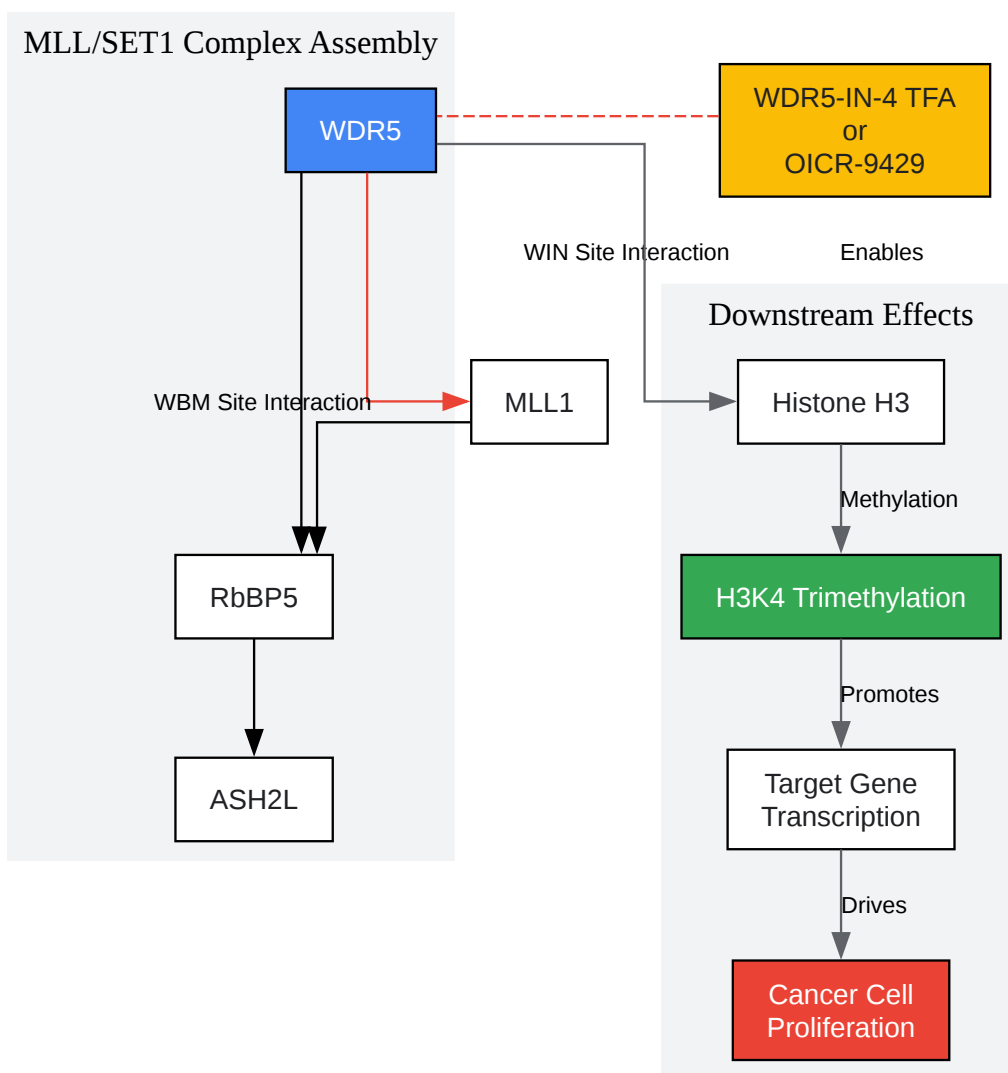 MLL/SET1 Complex Assembly
WDR5
WDR5-IN-4 TFA
or
OICR-9429
WIN Site Interaction
Enables
Downstream Effects
WBM Site Interaction
MLL1
Histone H3
Methylation
RbBP5
H3K4 Trimethylation
Promotes
ASH2L
Target Gene
Transcription
Drives
Cancer Cell
Proliferation